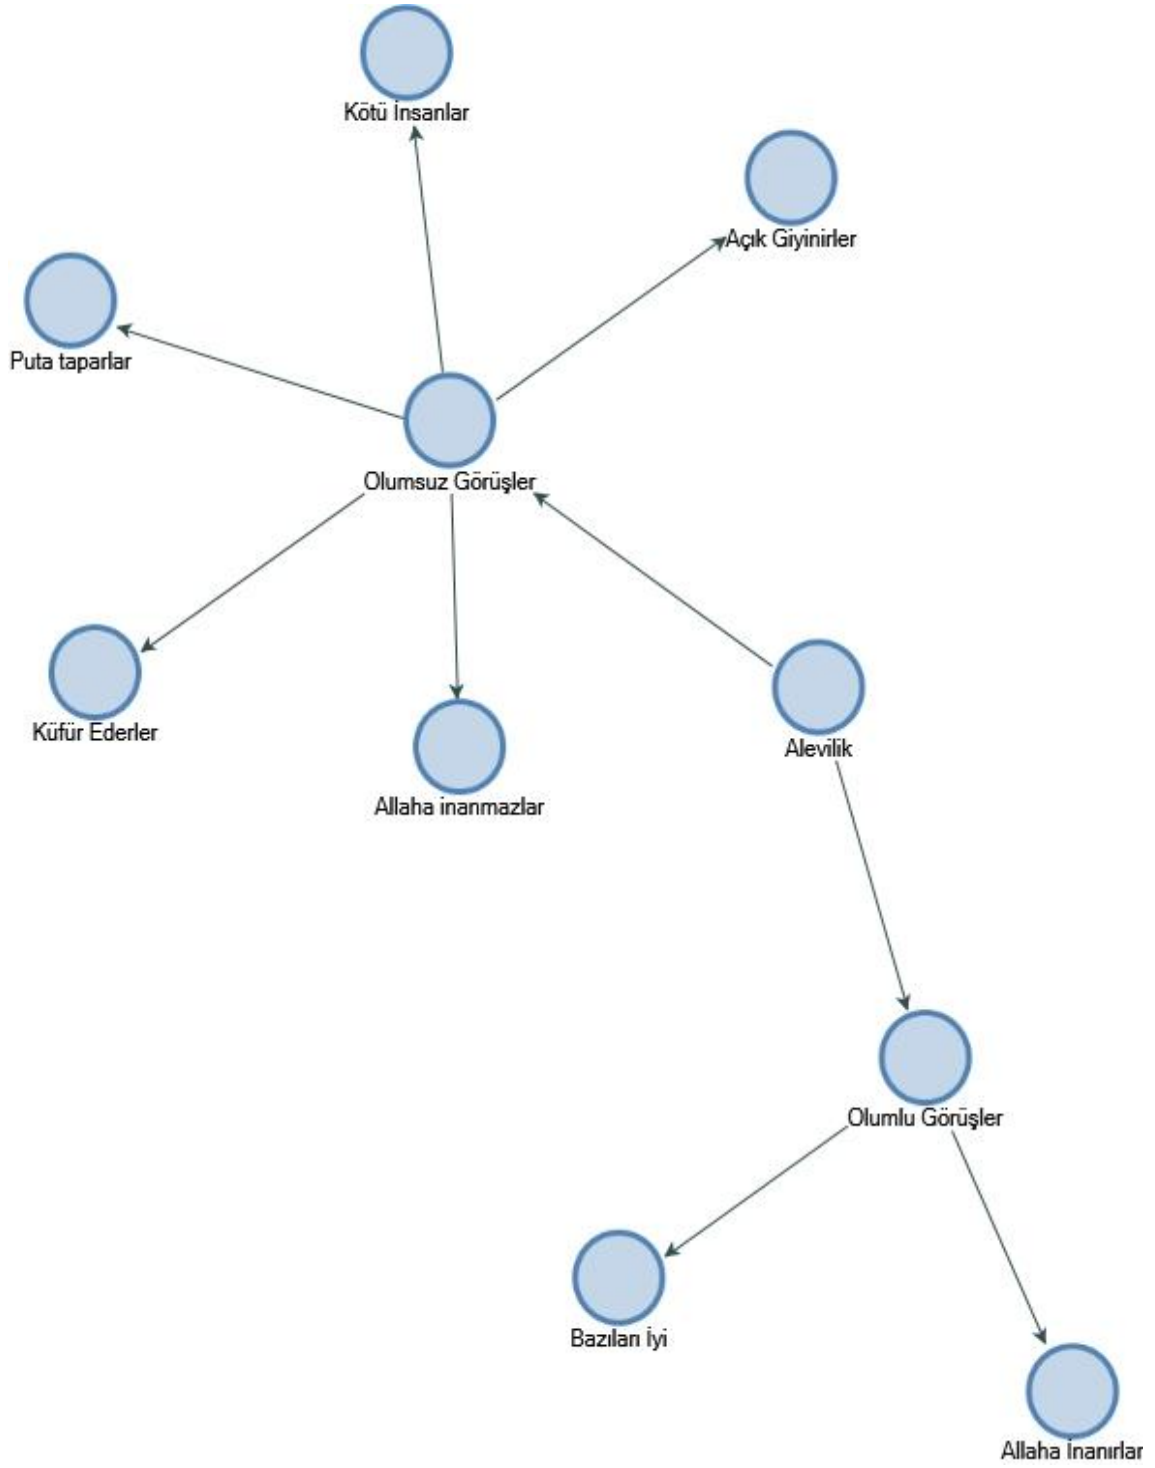 Kötü İnsanlar
Açık Giyinirler
Puta taparlar
Olumsuz Görüşler
Küfür Ederler
Alevilik
Allaha inanmazlar
Olumlu Görüşler
Bazıları İyi
Allaha İnanırlar